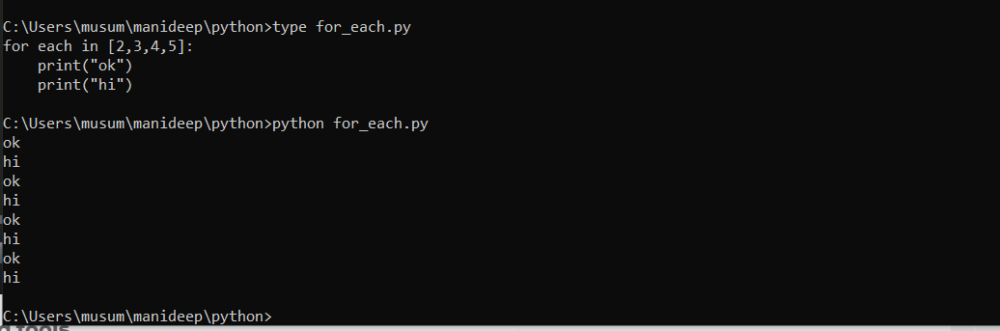 C:\Users\musum\manideep\python>type for_each.py
for each in [2,3,4,5]:
    print("ok")
    print("hi")
C:\Users\musum\manideep\python>python for_each.py
ok
hi
ok
hi
ok
hi
ok
hi
C:\Users\musum\manideep\python>